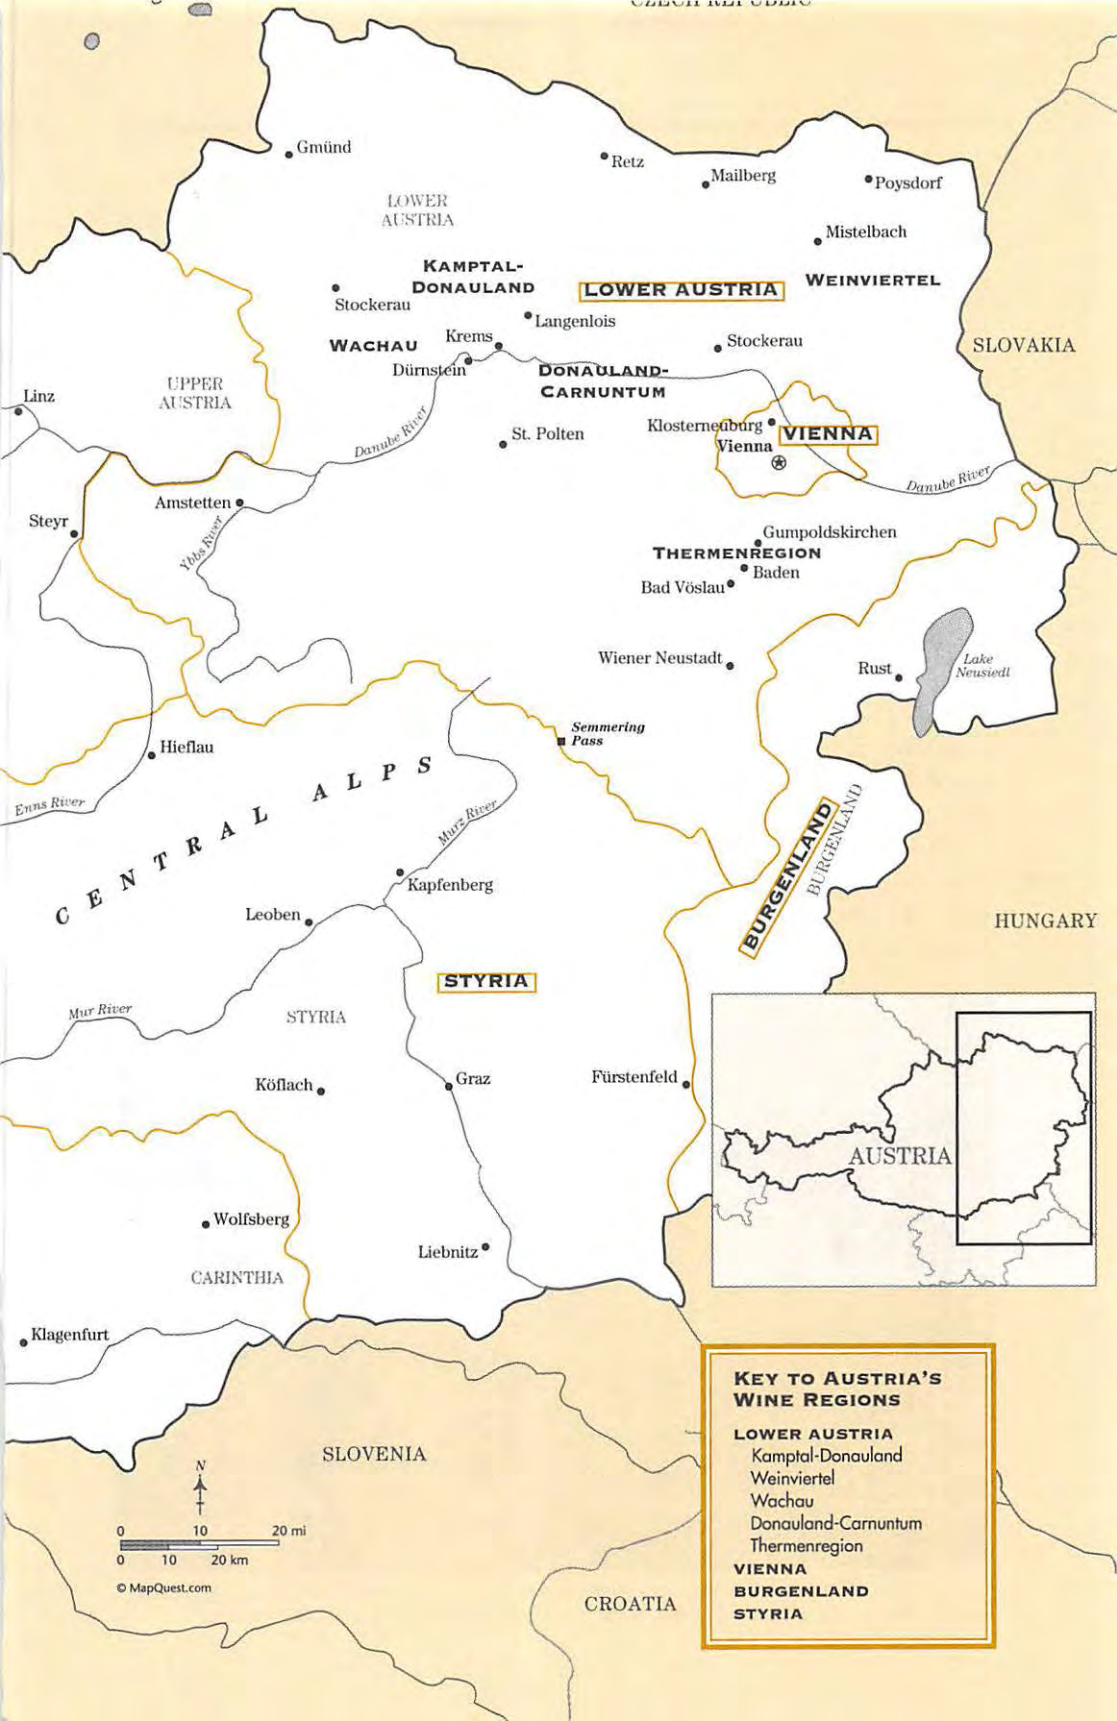 CZECH REPUBLIC
Gmünd
Retz
Mailberg
Poysdorf
LOWER
AUSTRIA
Mistelbach
KAMPTAL-
DONAULAND
LOWER AUSTRIA
WEINVIERTEL
Stockerau
Langenlois
WACHAU
Krems
Stockerau
SLOVAKIA
Dürnstein
DONAULAND-
CARNUNTUM
UPPER
AUSTRIA
Linz
Danube River
St. Polten
Klosterneuburg
VIENNA
Vienna
Danube River
Amstetten
Steyr
Ybbs River
Gumpoldskirchen
THERMENREGION
Baden
Bad Vöslau
Wiener Neustadt
Rust
Lake
Neusiedl
Semmering
Pass
Hieflau
Enns River
CENTRAL ALPS
Murz River
BURGENLAND
BURGENLAND
Kapfenberg
Leoben
HUNGARY
STYRIA
Mur River
STYRIA
Köflach
Graz
Fürstenfeld
AUSTRIA
Wolfsberg
Liebnitz
CARINTHIA
Klagenfurt
KEY TO AUSTRIA'S
WINE REGIONS
LOWER AUSTRIA
Kamptal-Donauland
Weinviertel
Wachau
Donauland-Carnuntum
Thermenregion
VIENNA
BURGENLAND
STYRIA
SLOVENIA
N
0 10 20 mi
0 10 20 km
© MapQuest.com
CROATIA